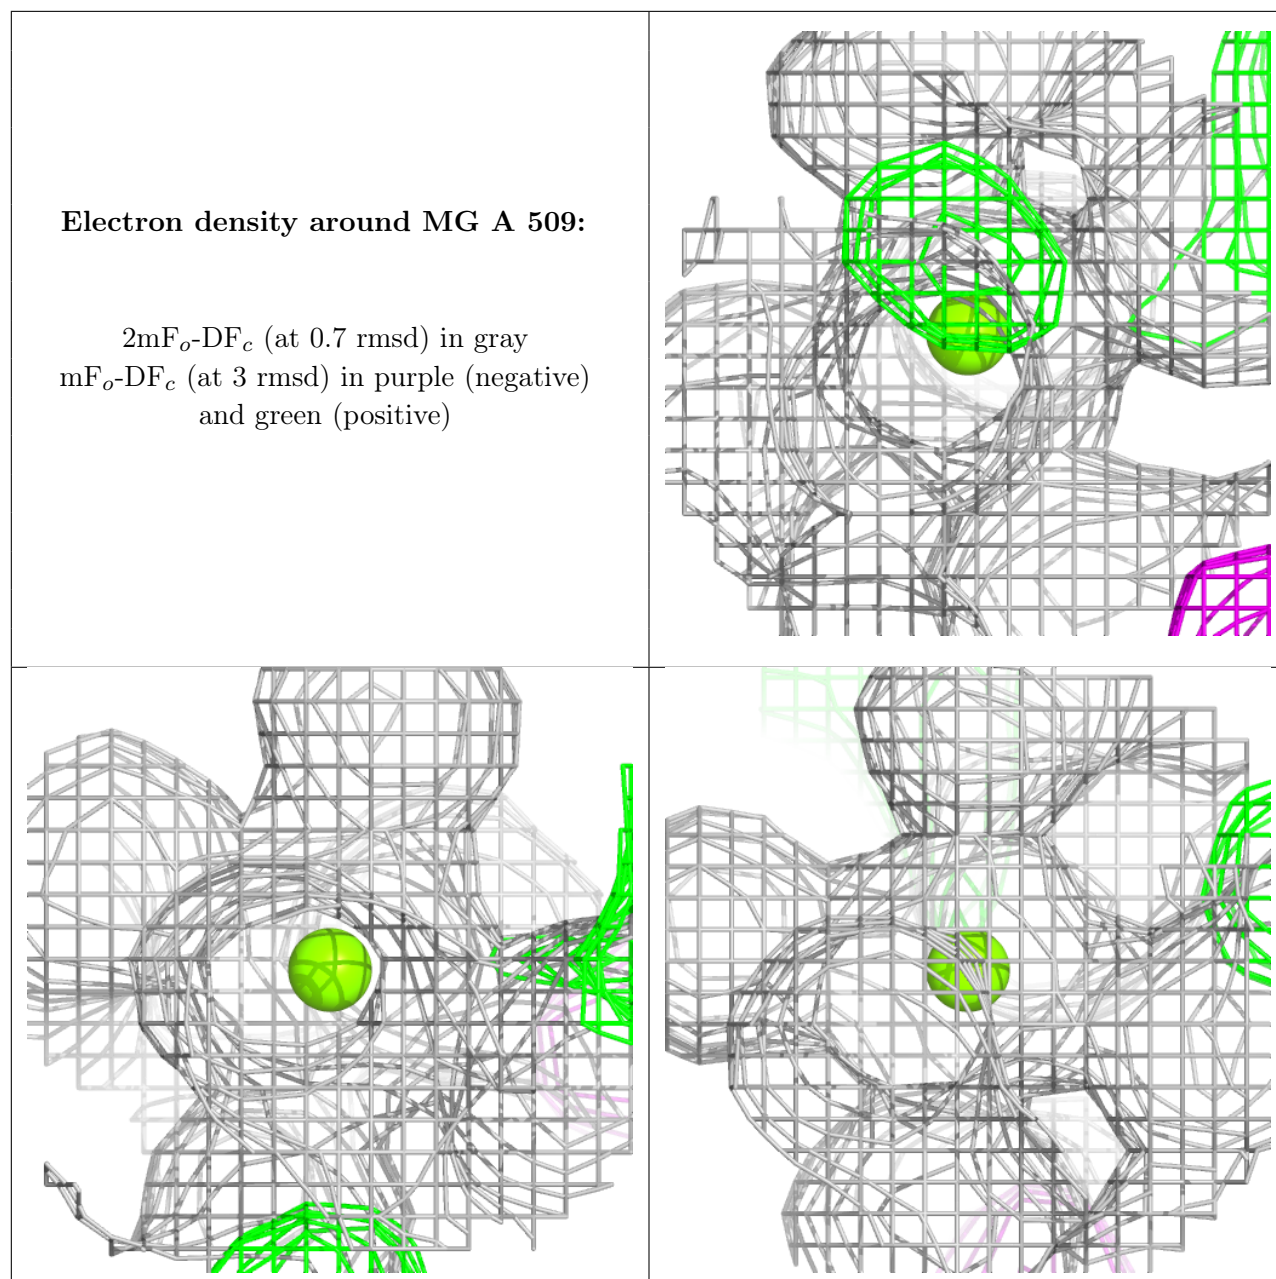 Electron density around MG A 509:
2mFo-DFc (at 0.7 rmsd) in gray
mFo-DFc (at 3 rmsd) in purple (negative)
and green (positive)